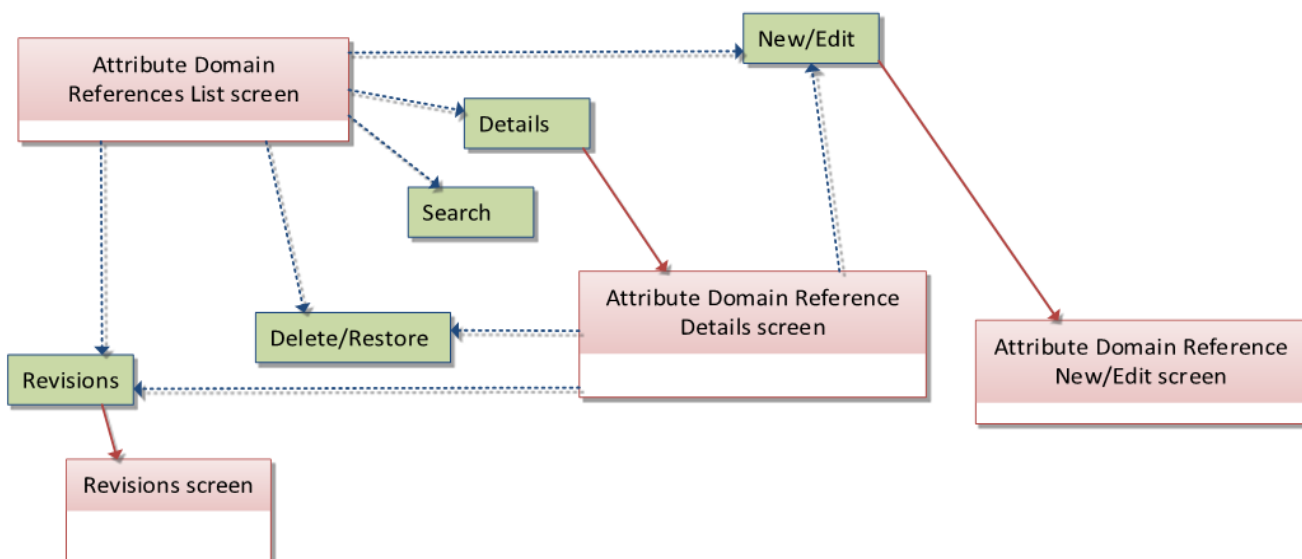 New/Edit
Attribute Domain
References List screen
Details
Search
Attribute Domain Reference
Details screen
Delete/Restore
Attribute Domain Reference
New/Edit screen
Revisions
Revisions screen